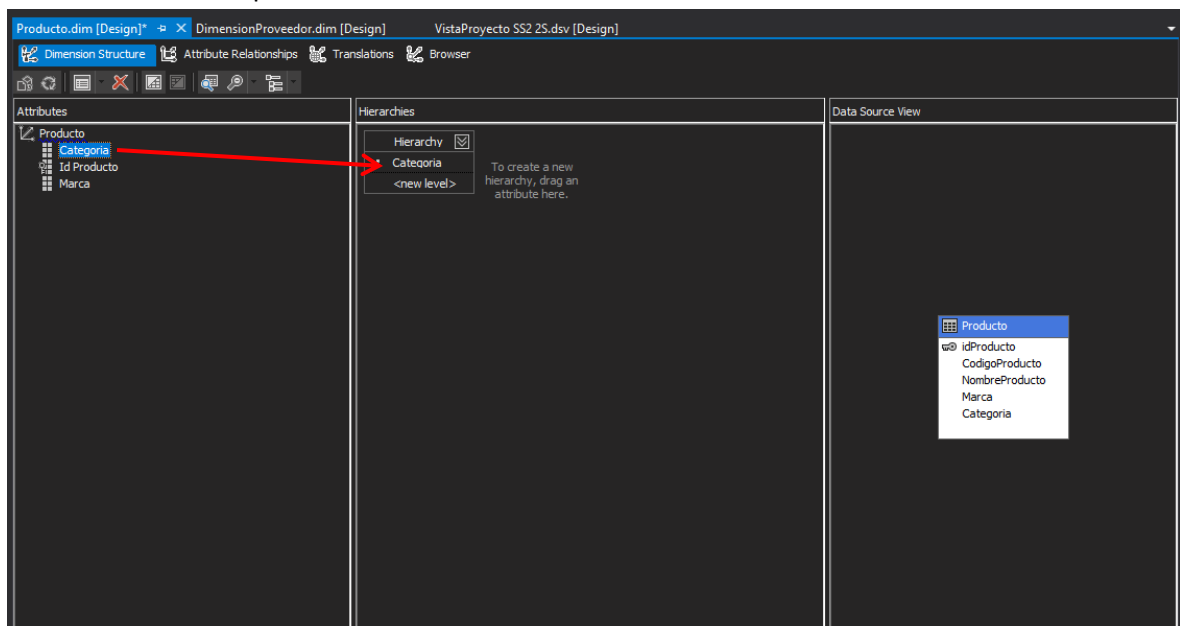 Producto.dim [Design]* DimensionProveedor.dim [Design] VistaProyecto SS2 2S.dsv [Design]
Dimension Structure Attribute Relationships Translations Browser
Attributes
Producto
Categoria
Id Producto
Marca
Hierarchies
Hierarchy
Categoria
<new level>
To create a new
hierarchy, drag an
attribute here.
Data Source View
Producto
idProducto
CodigoProducto
NombreProducto
Marca
Categoria